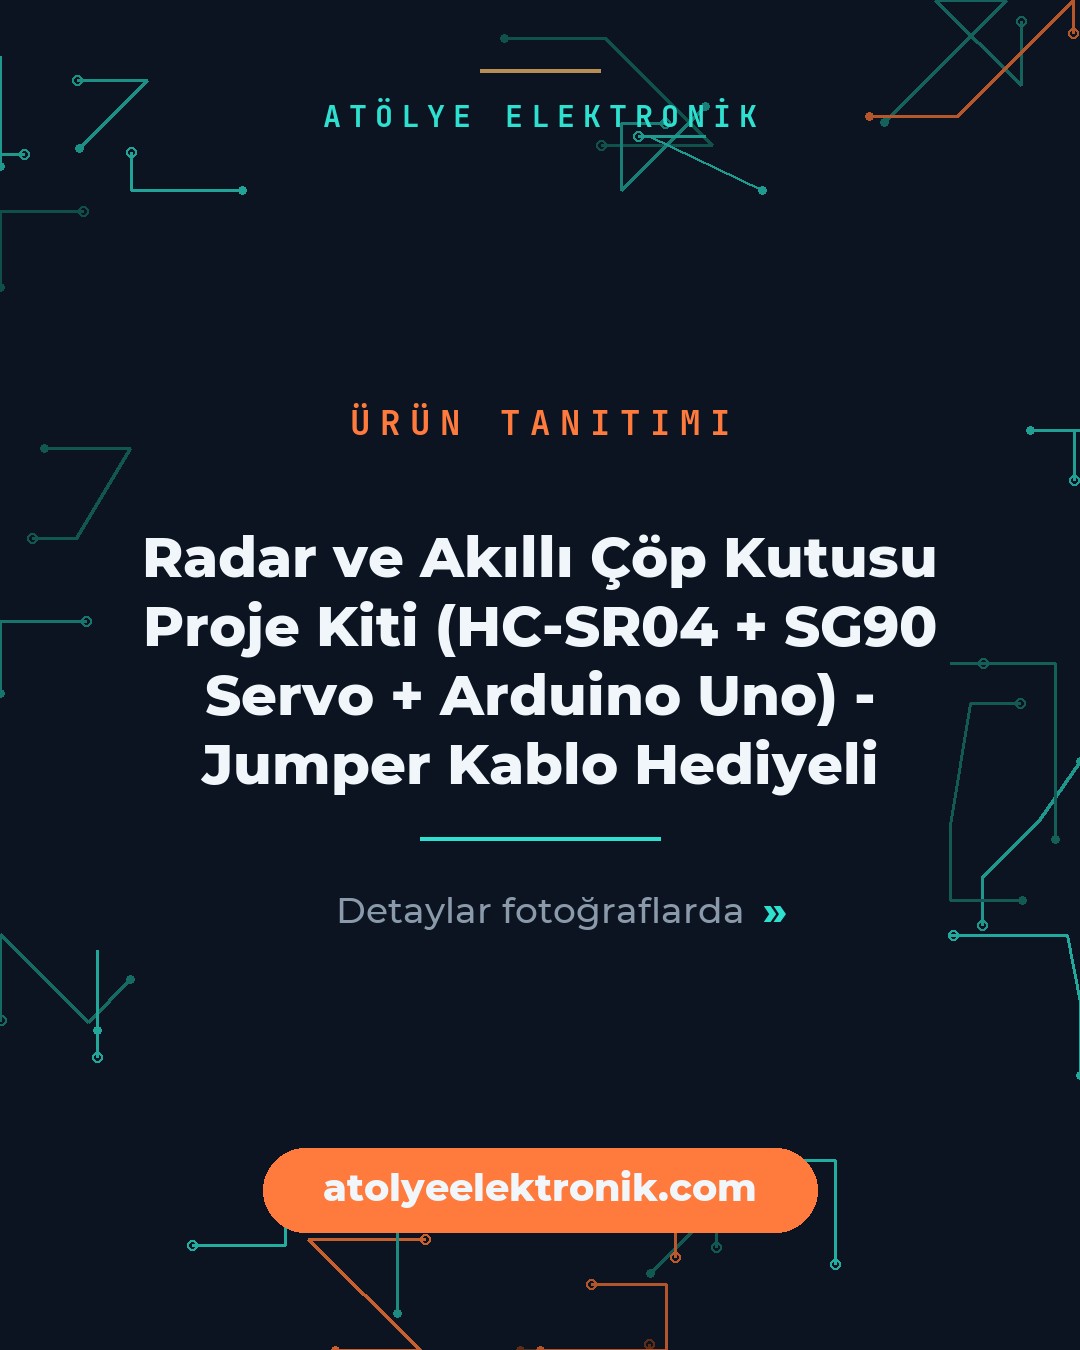 ATÖLYE ELEKTRONİK
ÜRÜN TANITIMI
Radar ve Akıllı Çöp Kutusu
Proje Kiti (HC-SR04 + SG90
Servo + Arduino Uno) -
Jumper Kablo Hediyeli
Detaylar fotoğraflarda »
atolyeelektronik.com